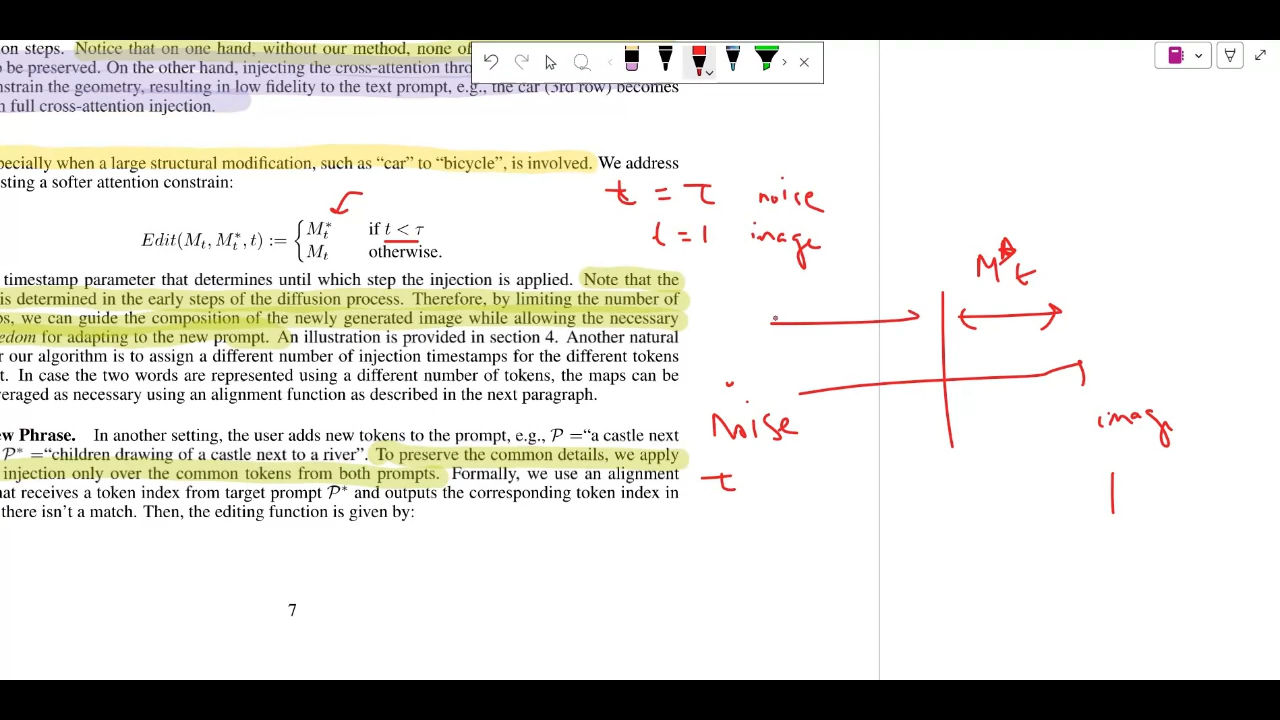 on steps. Notice that on one hand, without our method, none of
o be preserved. On the other hand, injecting the cross-attention thro
nstrain the geometry, resulting in low fidelity to the text prompt, e.g., the car (3rd row) becomes
n full cross-attention injection.
pecially when a large structural modification, such as “car” to “bicycle”, is involved. We address
esting a softer attention constrain:
t = τ noise
Edit(M_t, M_t^*, t) := { M_t^* if t < τ
M_t otherwise.
t = 1 image
M*t
timestamp parameter that determines until which step the injection is applied. Note that the
is determined in the early steps of the diffusion process. Therefore, by limiting the number of
ps, we can guide the composition of the newly generated image while allowing the necessary
eedom for adapting to the new prompt. An illustration is provided in section 4. Another natural
r our algorithm is to assign a different number of injection timestamps for the different tokens
t. In case the two words are represented using a different number of tokens, the maps can be
veraged as necessary using an alignment function as described in the next paragraph.
Noise
imag
t
1
ew Phrase. In another setting, the user adds new tokens to the prompt, e.g., P =“a castle next
P* =“children drawing of a castle next to a river”. To preserve the common details, we apply
injection only over the common tokens from both prompts. Formally, we use an alignment
hat receives a token index from target prompt P* and outputs the corresponding token index in
there isn't a match. Then, the editing function is given by:
7